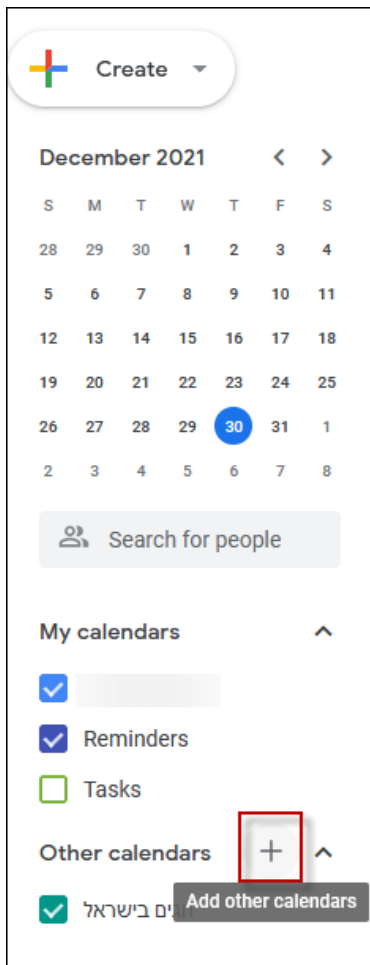 Create
December 2021
S M T W T F S
28 29 30 1 2 3 4
5 6 7 8 9 10 11
12 13 14 15 16 17 18
19 20 21 22 23 24 25
26 27 28 29 30 31 1
2 3 4 5 6 7 8
Search for people
My calendars
Reminders
Tasks
Other calendars
Add other calendars
חגים בישראל